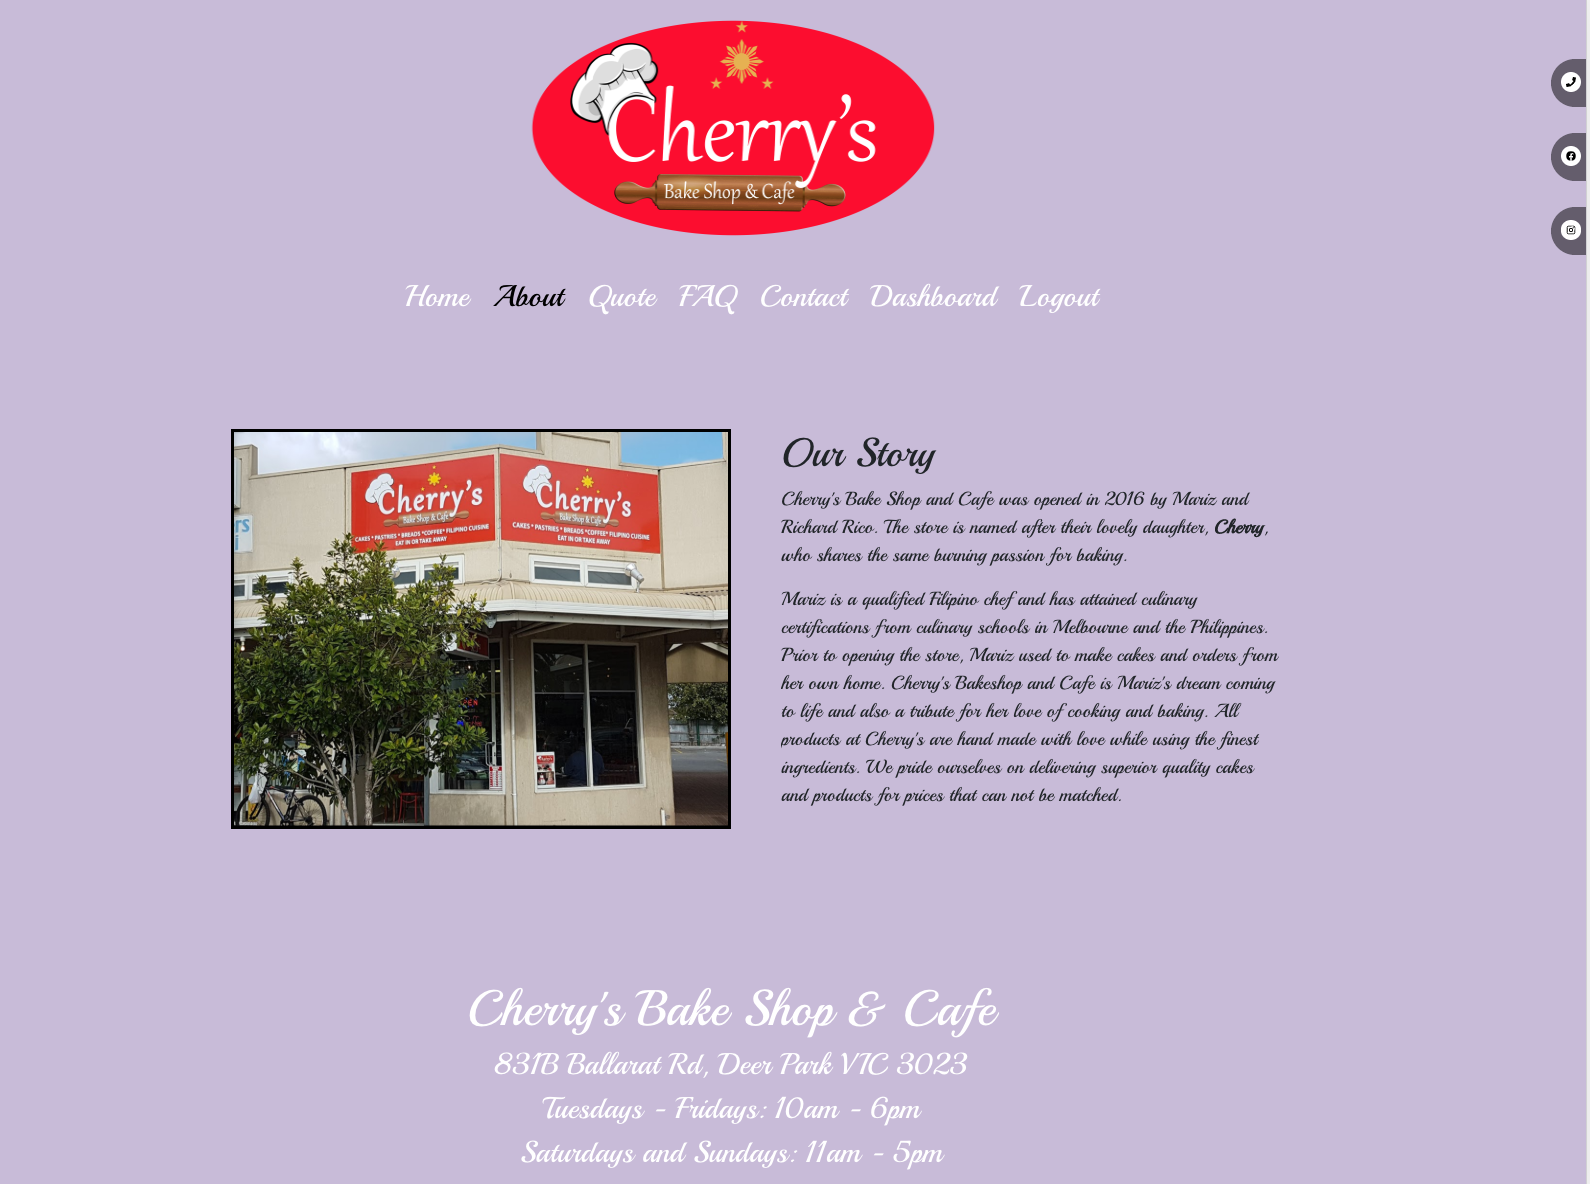 Cherry's
Bake Shop & Cafe
Home About Quote FAQ Contact Dashboard Logout
Cherry's
Bake Shop & Cafe
CAKES * PASTRIES * BREADS *COFFEE* FILIPINO CUISINE
EAT IN OR TAKE AWAY
Cherry's
Bake Shop & Cafe
CAKES * PASTRIES * BREADS *COFFEE* FILIPINO CUISINE
EAT IN OR TAKE AWAY
Our Story
Cherry's Bake Shop and Cafe was opened in 2016 by Mariz and
Richard Rico. The store is named after their lovely daughter, Cherry,
who shares the same burning passion for baking.
Mariz is a qualified Filipino chef and has attained culinary
certifications from culinary schools in Melbourne and the Philippines.
Prior to opening the store, Mariz used to make cakes and orders from
her own home. Cherry's Bakeshop and Cafe is Mariz's dream coming
to life and also a tribute for her love of cooking and baking. All
products at Cherry's are hand made with love while using the finest
ingredients. We pride ourselves on delivering superior quality cakes
and products for prices that can not be matched.
Cherry's Bake Shop & Cafe
831B Ballarat Rd, Deer Park VIC 3023
Tuesdays - Fridays: 10am - 6pm
Saturdays and Sundays: 11am - 5pm